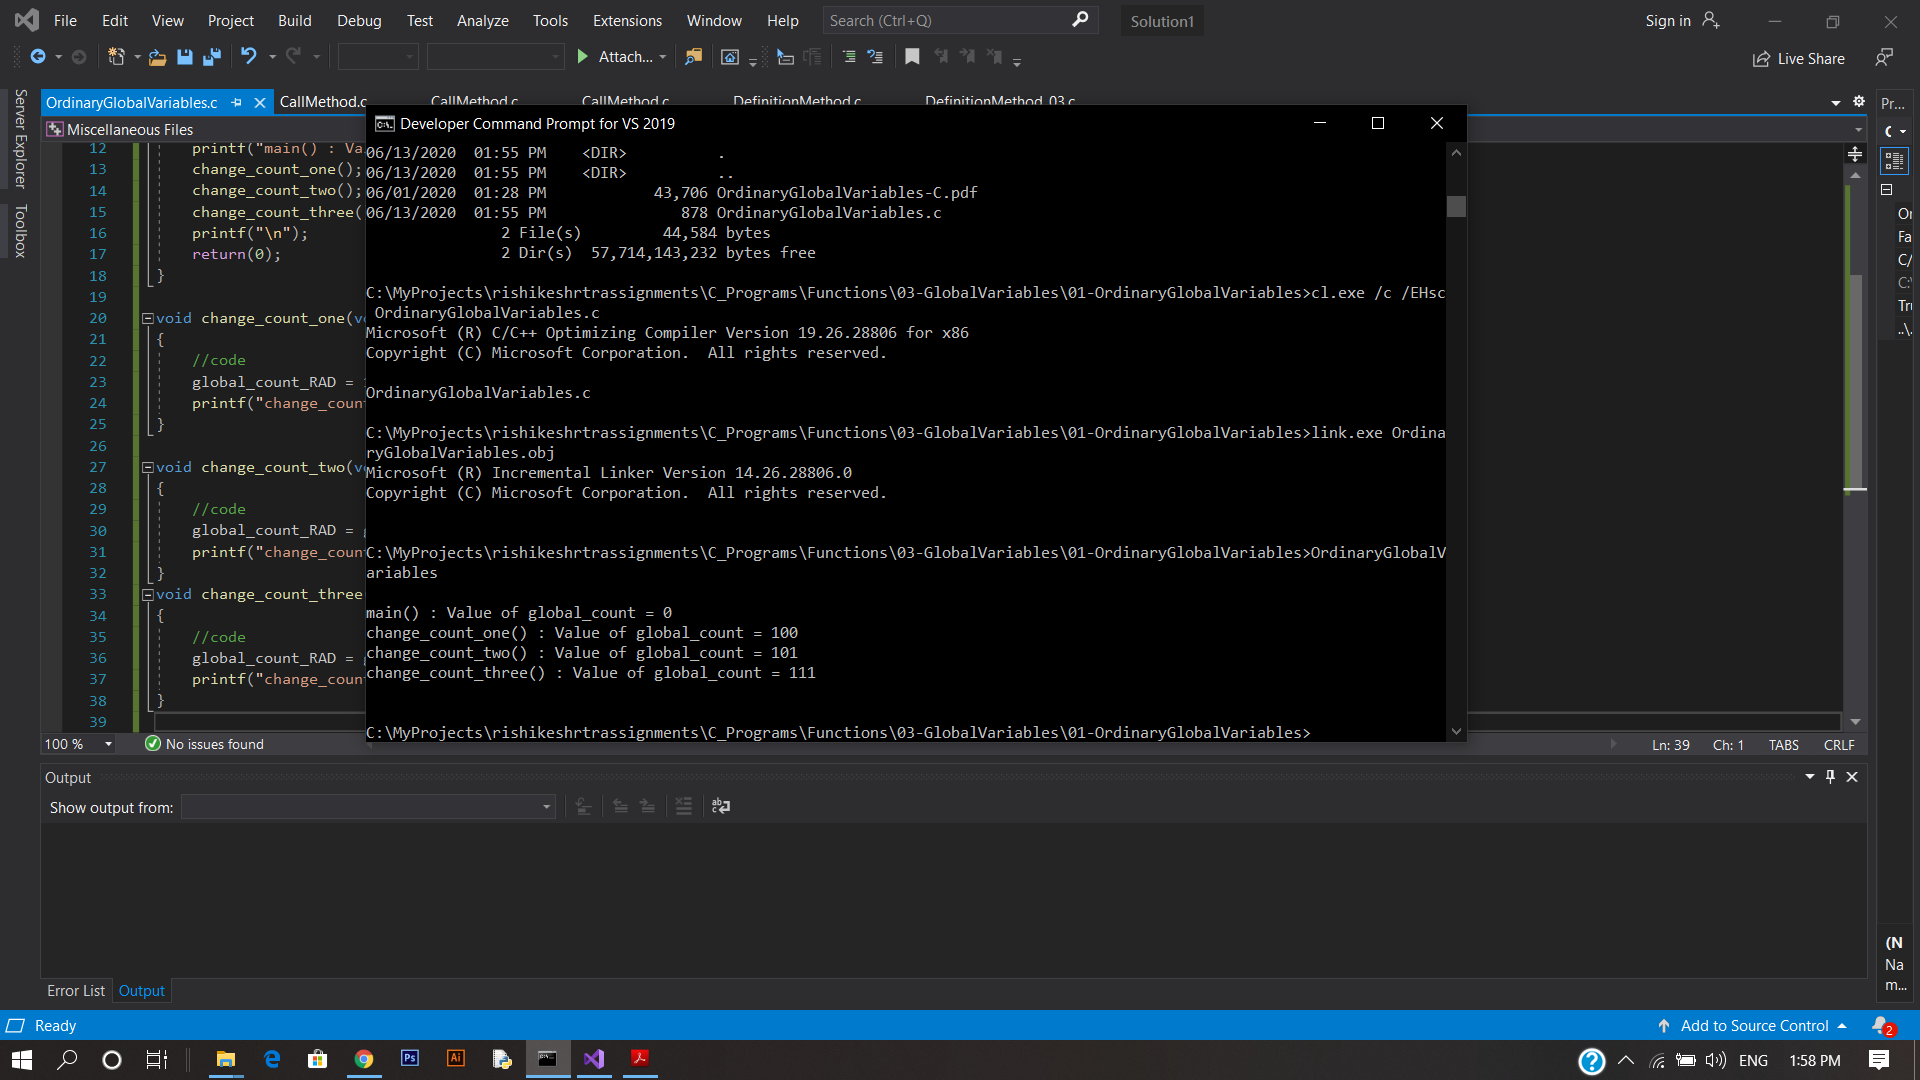 File Edit View Project Build Debug Test Analyze Tools Extensions Window Help Search (Ctrl+Q) Solution1 Sign in
Attach... Live Share
Server Explorer
Toolbox
OrdinaryGlobalVariables.c CallMethod.c CallMethod.c CallMethod.c DefinitionMethod.c DefinitionMethod_03.c Pr...
Miscellaneous Files
12 printf("main() : Va
13 change_count_one();
14 change_count_two();
15 change_count_three(
16 printf("\n");
17 return(0);
18 }
19
20 void change_count_one(v
21 {
22 //code
23 global_count_RAD =
24 printf("change_coun
25 }
26
27 void change_count_two(v
28 {
29 //code
30 global_count_RAD =
31 printf("change_coun
32 }
33 void change_count_three
34 {
35 //code
36 global_count_RAD =
37 printf("change_coun
38 }
39
Developer Command Prompt for VS 2019
06/13/2020 01:55 PM <DIR> .
06/13/2020 01:55 PM <DIR> ..
06/01/2020 01:28 PM 43,706 OrdinaryGlobalVariables-C.pdf
06/13/2020 01:55 PM 878 OrdinaryGlobalVariables.c
2 File(s) 44,584 bytes
2 Dir(s) 57,714,143,232 bytes free
C:\MyProjects\rishikeshrtrassignments\C_Programs\Functions\03-GlobalVariables\01-OrdinaryGlobalVariables>cl.exe /c /EHsc
OrdinaryGlobalVariables.c
Microsoft (R) C/C++ Optimizing Compiler Version 19.26.28806 for x86
Copyright (C) Microsoft Corporation. All rights reserved.
OrdinaryGlobalVariables.c
C:\MyProjects\rishikeshrtrassignments\C_Programs\Functions\03-GlobalVariables\01-OrdinaryGlobalVariables>link.exe Ordina
ryGlobalVariables.obj
Microsoft (R) Incremental Linker Version 14.26.28806.0
Copyright (C) Microsoft Corporation. All rights reserved.
C:\MyProjects\rishikeshrtrassignments\C_Programs\Functions\03-GlobalVariables\01-OrdinaryGlobalVariables>OrdinaryGlobalV
ariables
main() : Value of global_count = 0
change_count_one() : Value of global_count = 100
change_count_two() : Value of global_count = 101
change_count_three() : Value of global_count = 111
C:\MyProjects\rishikeshrtrassignments\C_Programs\Functions\03-GlobalVariables\01-OrdinaryGlobalVariables>
Fa
C/
C:\
..\.
100 % No issues found Ln: 39 Ch: 1 TABS CRLF
Output
Show output from:
(N
Na
m...
Error List Output
Ready Add to Source Control 2
Ps Ai ENG 1:58 PM